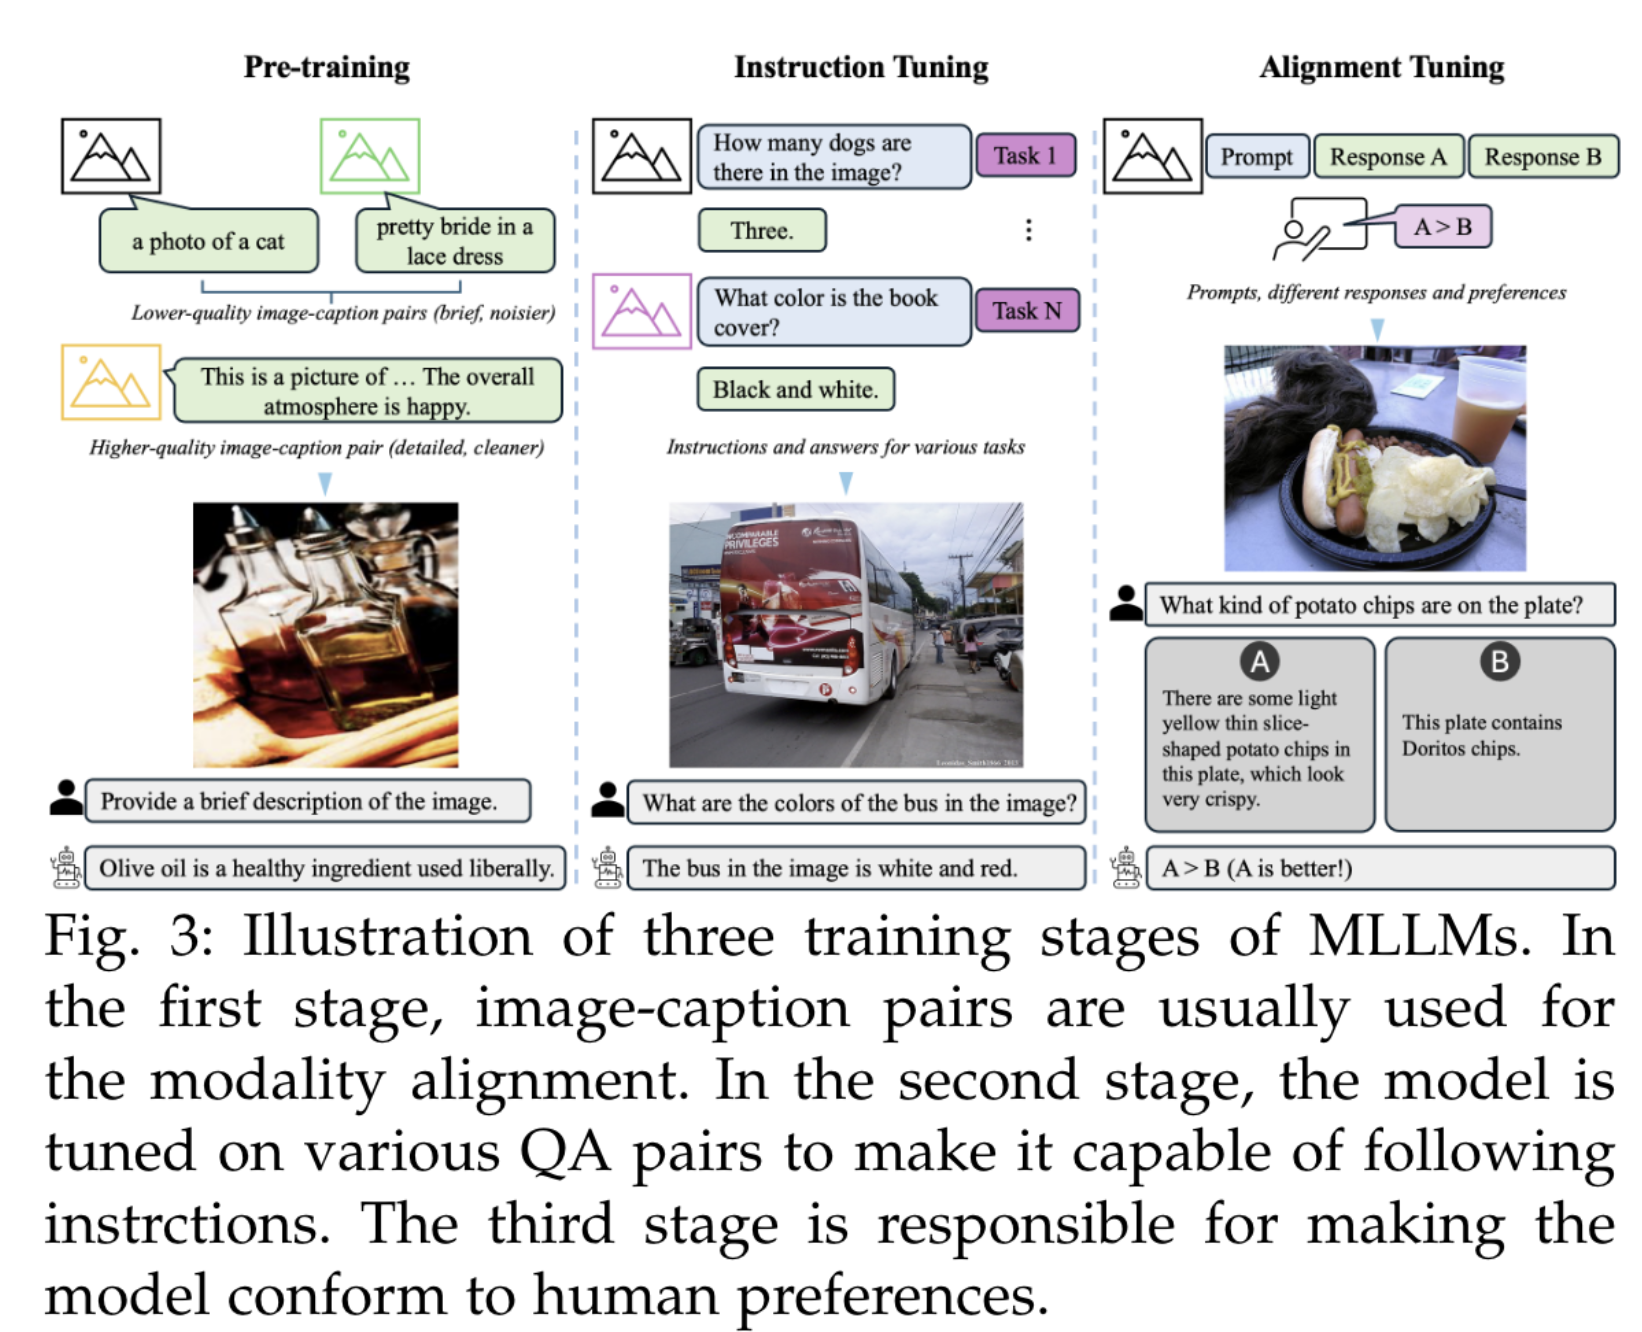 Pre-training
a photo of a cat
pretty bride in a
lace dress
Lower-quality image-caption pairs (brief, noisier)
This is a picture of … The overall
atmosphere is happy.
Higher-quality image-caption pair (detailed, cleaner)
Provide a brief description of the image.
Olive oil is a healthy ingredient used liberally.
Instruction Tuning
How many dogs are
there in the image?
Task 1
Three.
⋮
What color is the book
cover?
Task N
Black and white.
Instructions and answers for various tasks
INCOMPARABLE
PRIVILEGES
What are the colors of the bus in the image?
The bus in the image is white and red.
Alignment Tuning
Prompt
Response A
Response B
A > B
Prompts, different responses and preferences
What kind of potato chips are on the plate?
A
There are some light
yellow thin slice-
shaped potato chips in
this plate, which look
very crispy.
B
This plate contains
Doritos chips.
A > B (A is better!)
Fig. 3: Illustration of three training stages of MLLMs. In
the first stage, image-caption pairs are usually used for
the modality alignment. In the second stage, the model is
tuned on various QA pairs to make it capable of following
instrctions. The third stage is responsible for making the
model conform to human preferences.